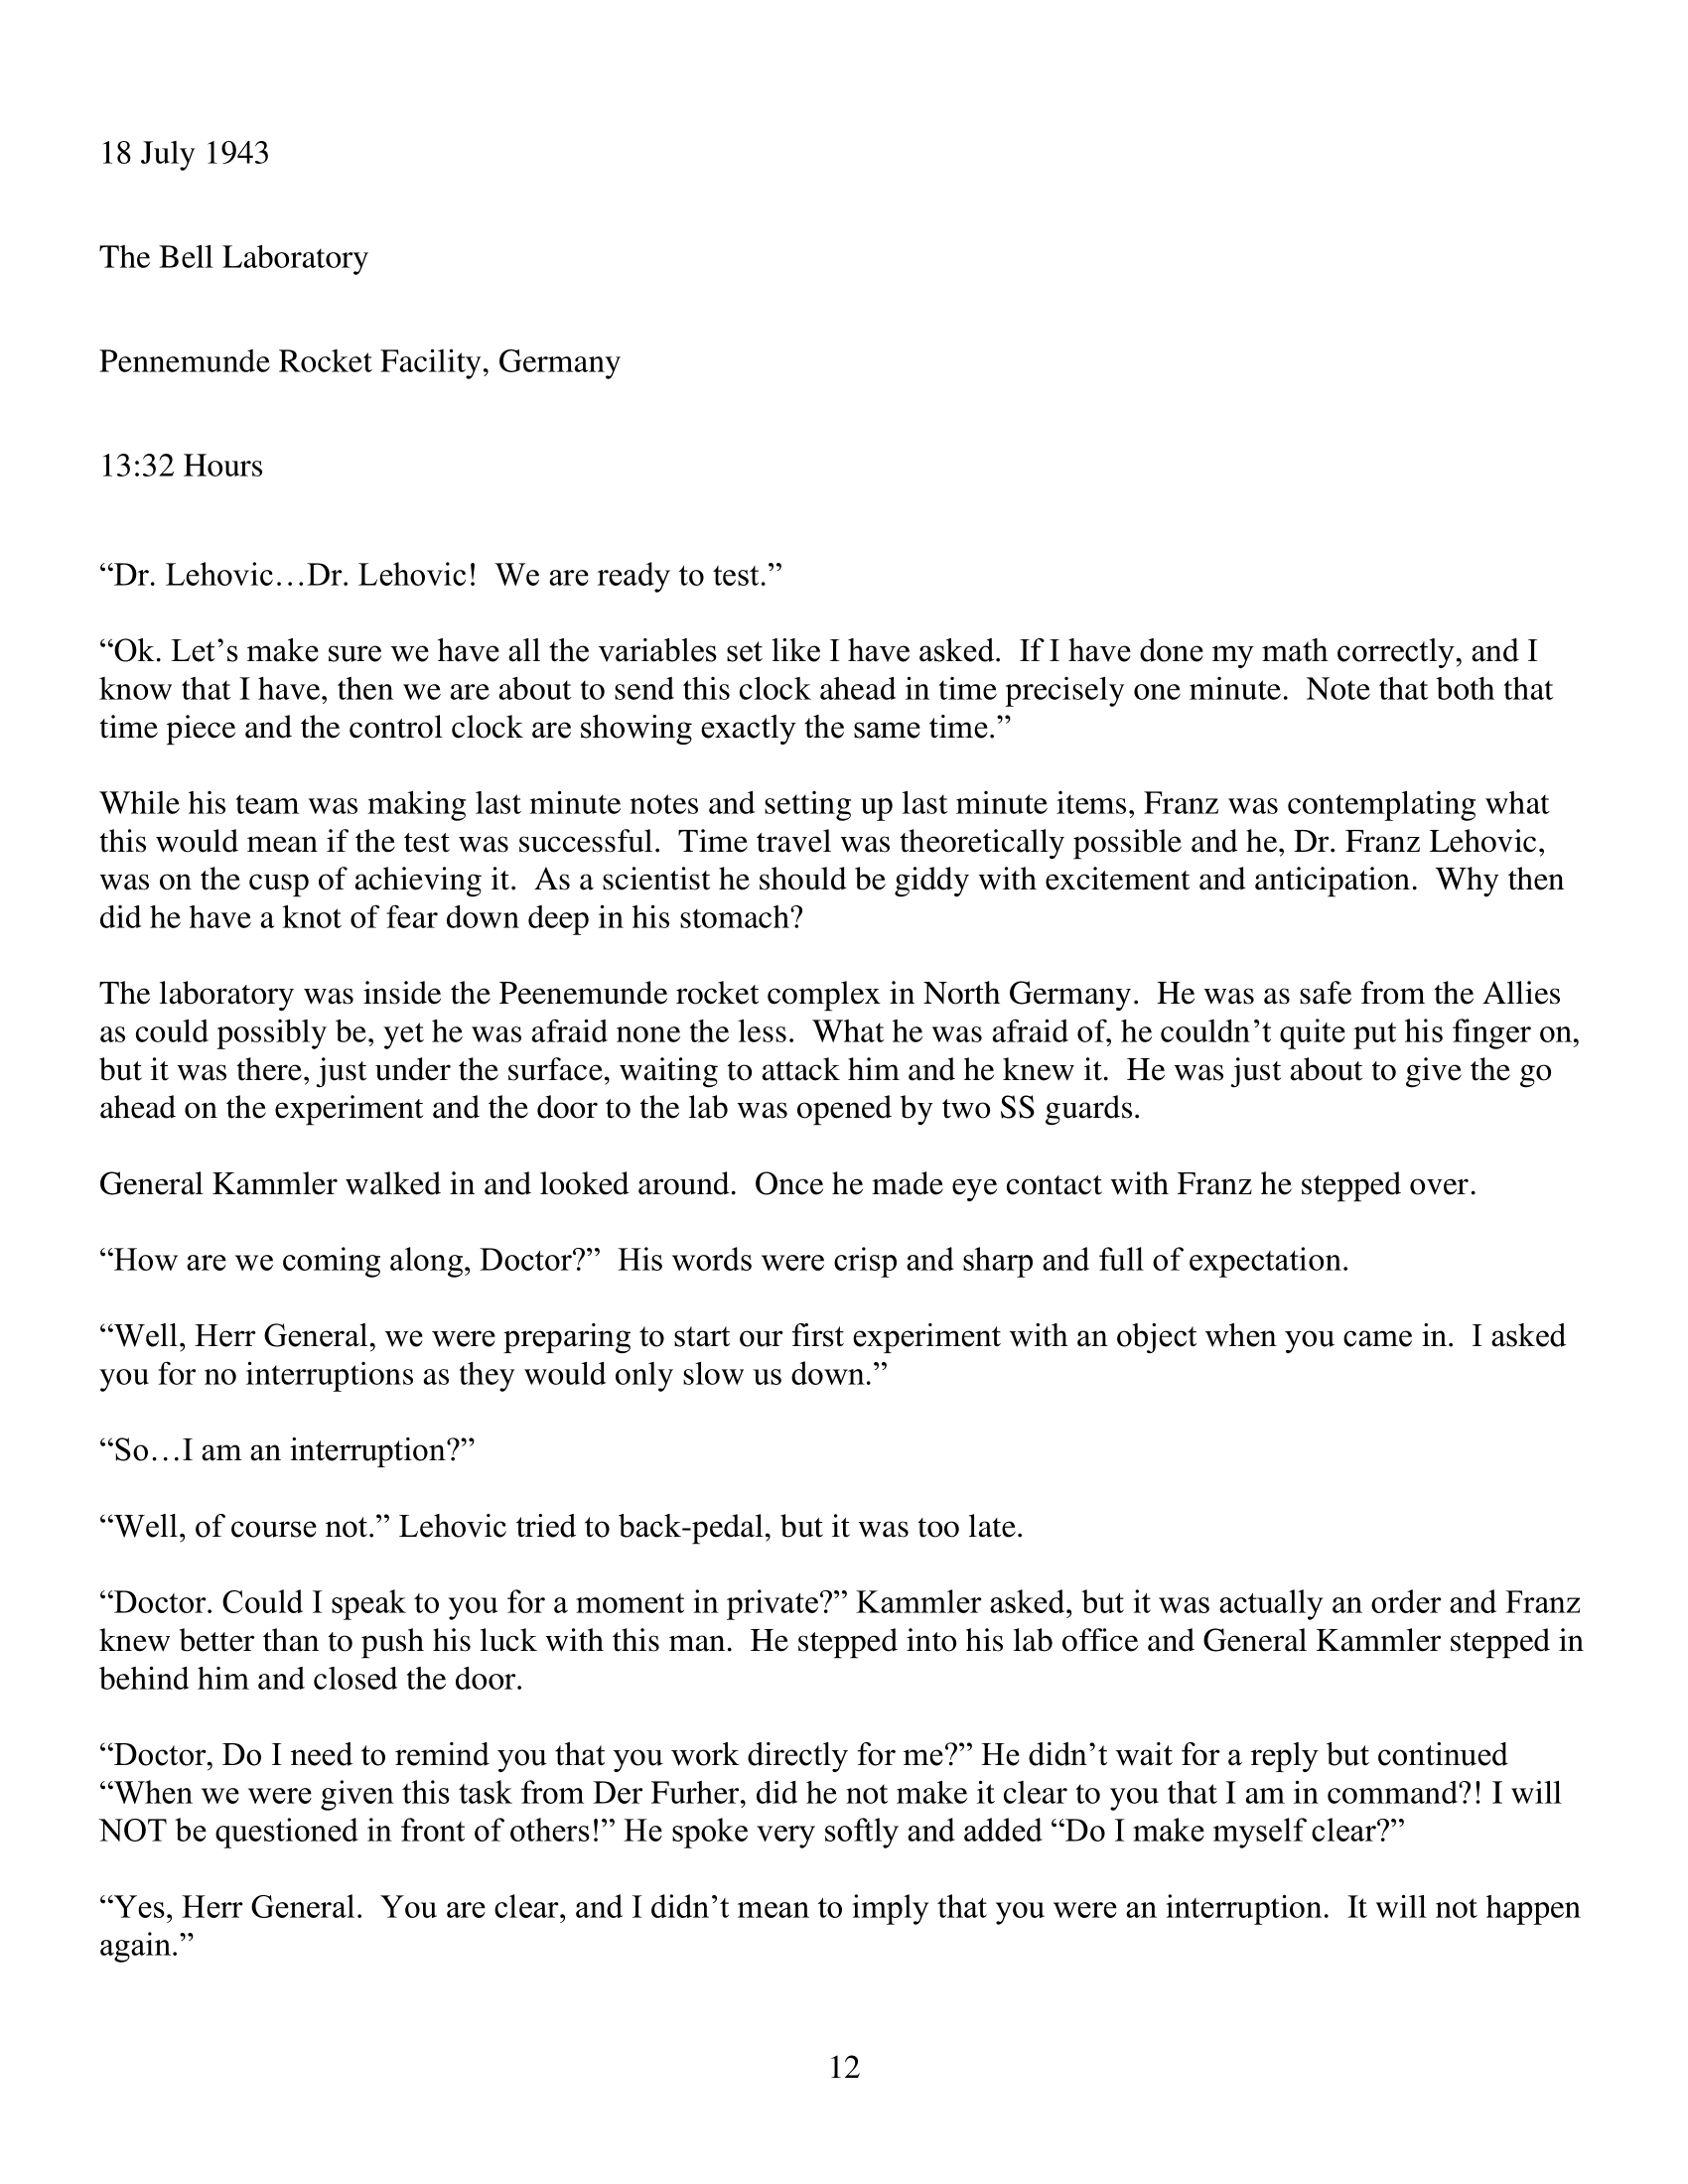 18 July 1943
The Bell Laboratory
Pennemunde Rocket Facility, Germany
13:32 Hours
“Dr. Lehovic…Dr. Lehovic!  We are ready to test.”
“Ok. Let’s make sure we have all the variables set like I have asked.  If I have done my math correctly, and I
know that I have, then we are about to send this clock ahead in time precisely one minute.  Note that both that
time piece and the control clock are showing exactly the same time.”
While his team was making last minute notes and setting up last minute items, Franz was contemplating what
this would mean if the test was successful.  Time travel was theoretically possible and he, Dr. Franz Lehovic,
was on the cusp of achieving it.  As a scientist he should be giddy with excitement and anticipation.  Why then
did he have a knot of fear down deep in his stomach?
The laboratory was inside the Peenemunde rocket complex in North Germany.  He was as safe from the Allies
as could possibly be, yet he was afraid none the less.  What he was afraid of, he couldn’t quite put his finger on,
but it was there, just under the surface, waiting to attack him and he knew it.  He was just about to give the go
ahead on the experiment and the door to the lab was opened by two SS guards.
General Kammler walked in and looked around.  Once he made eye contact with Franz he stepped over.
“How are we coming along, Doctor?”  His words were crisp and sharp and full of expectation.
“Well, Herr General, we were preparing to start our first experiment with an object when you came in.  I asked
you for no interruptions as they would only slow us down.”
“So…I am an interruption?”
“Well, of course not.” Lehovic tried to back-pedal, but it was too late.
“Doctor. Could I speak to you for a moment in private?” Kammler asked, but it was actually an order and Franz
knew better than to push his luck with this man.  He stepped into his lab office and General Kammler stepped in
behind him and closed the door.
“Doctor, Do I need to remind you that you work directly for me?” He didn’t wait for a reply but continued
“When we were given this task from Der Furher, did he not make it clear to you that I am in command?! I will
NOT be questioned in front of others!” He spoke very softly and added “Do I make myself clear?”
“Yes, Herr General.  You are clear, and I didn’t mean to imply that you were an interruption.  It will not happen
again.”
12